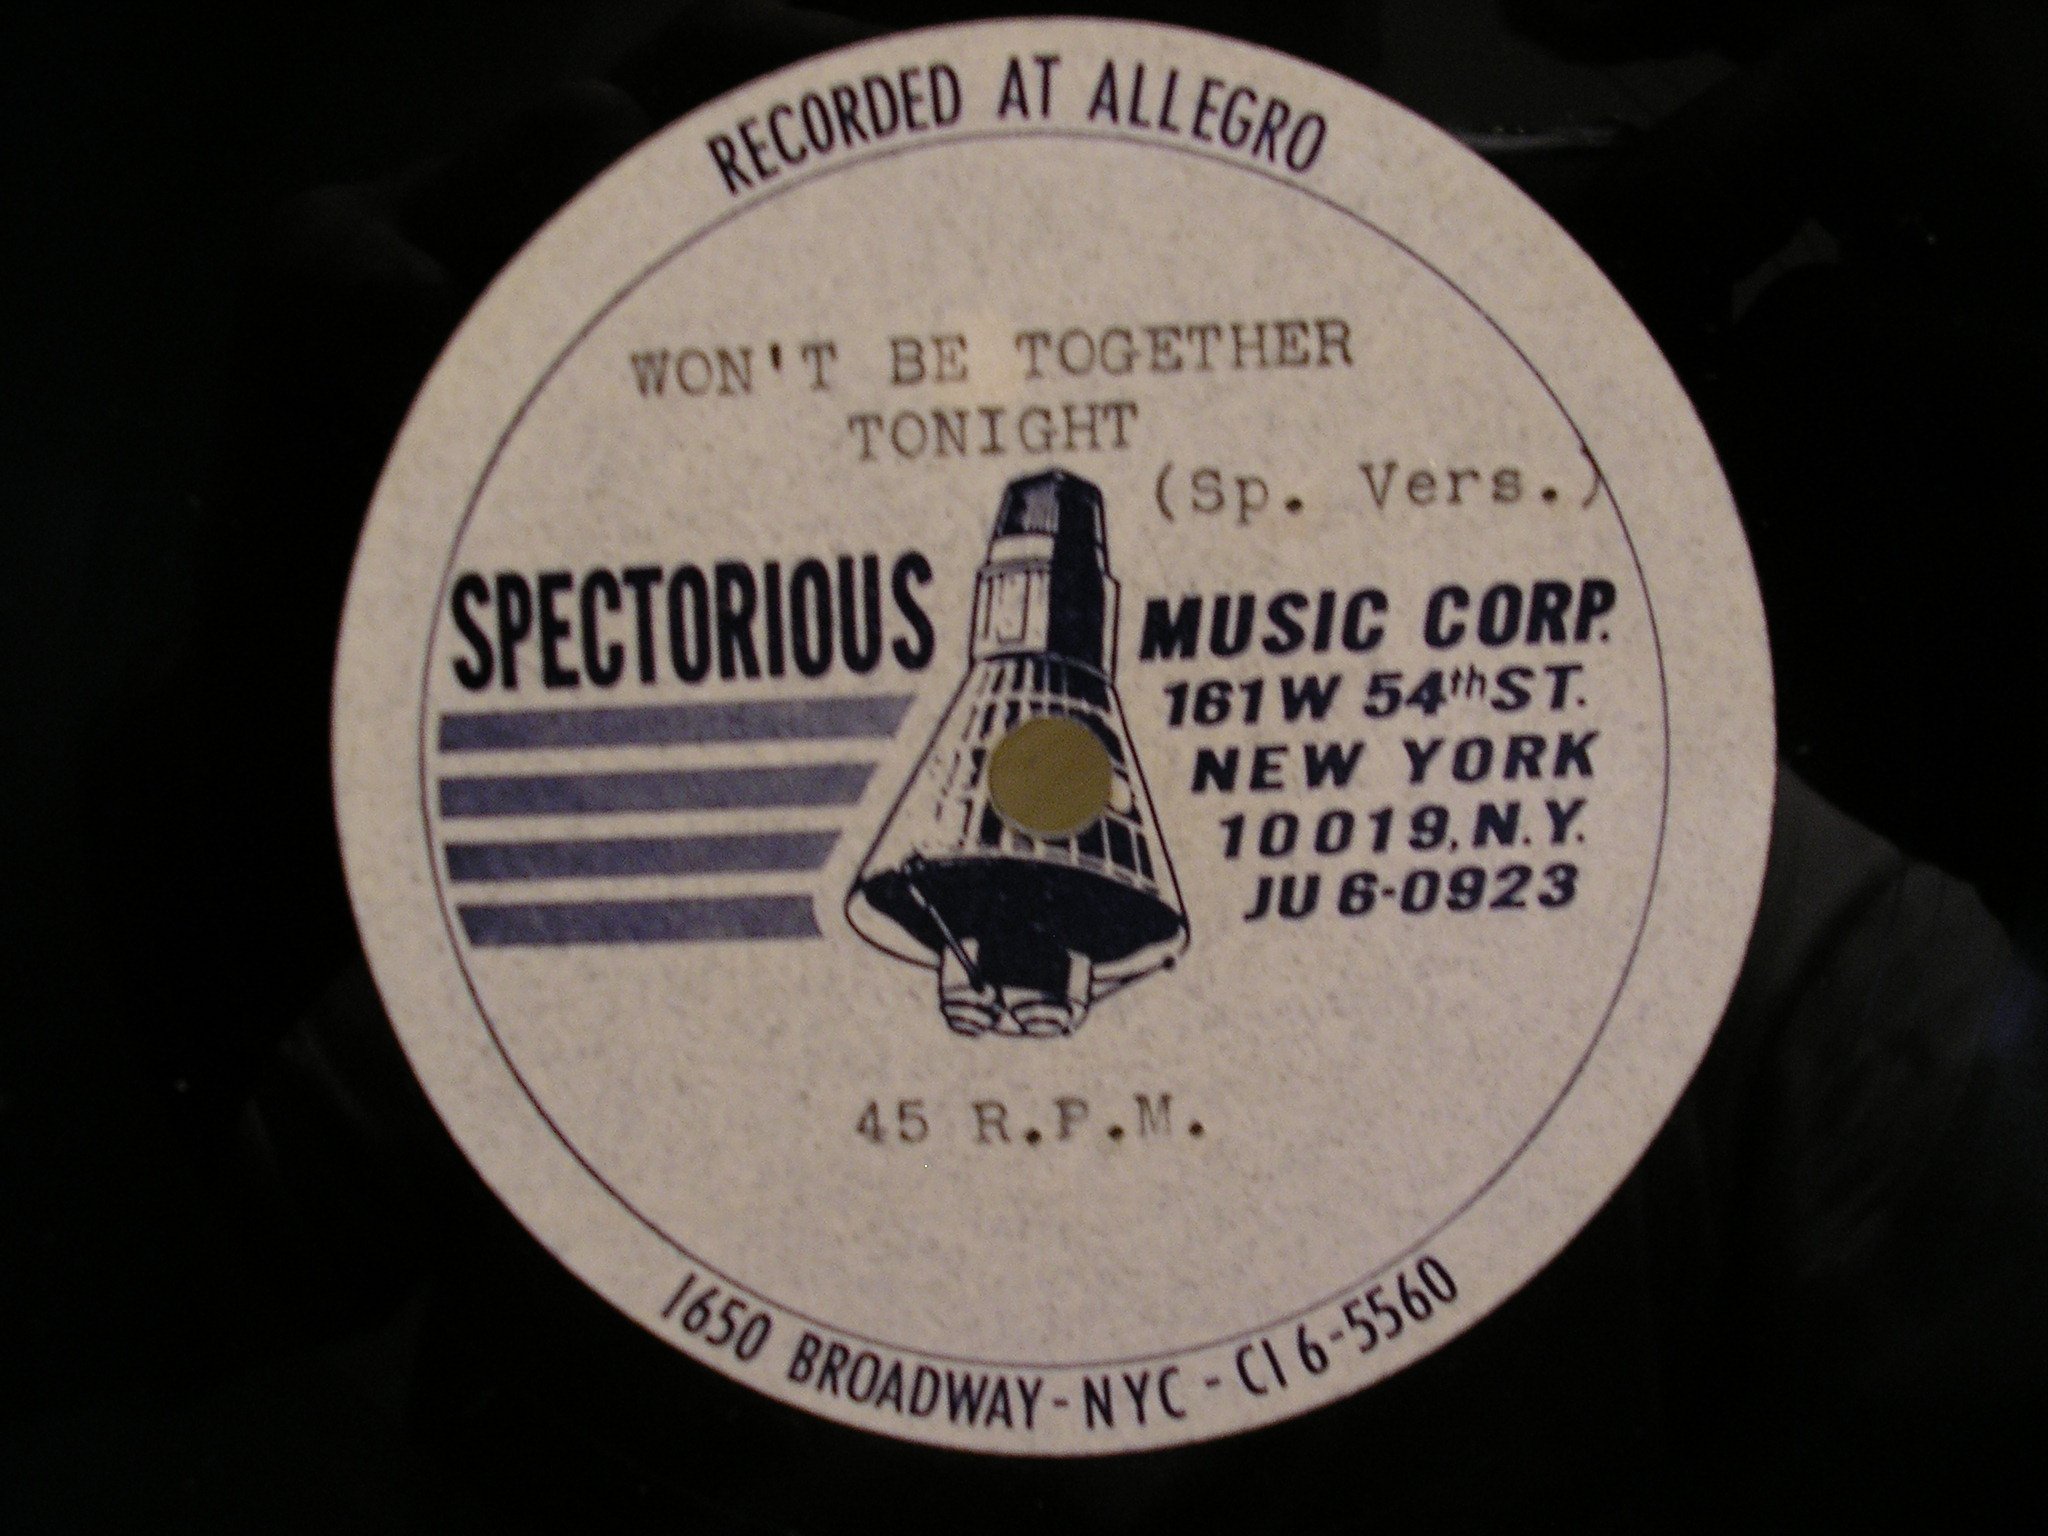 RECORDED AT ALLEGRO
WON'T BE TOGETHER
TONIGHT
(Sp. Vers.)
SPECTORIOUS
MUSIC CORP.
161 W 54th ST.
NEW YORK
10019, N.Y.
JU 6-0923
45 R.P.M.
1650 BROADWAY - NYC - CI 6-5560